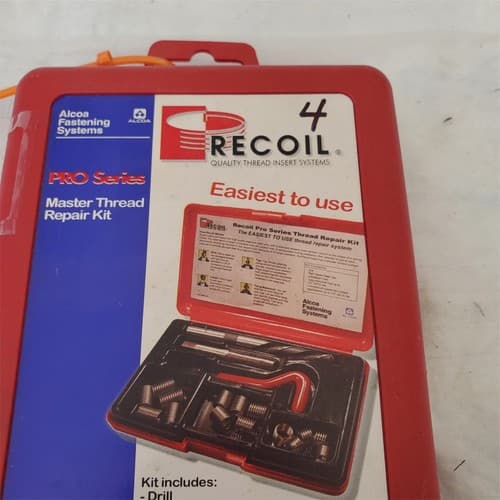 4
Alcoa
Fastening
Systems
ALCOA
RECOIL®
QUALITY THREAD INSERT SYSTEMS
PRO Series
Master Thread
Repair Kit
Easiest to use
RECOIL
Recoil Pro Series Thread Repair Kit
The EASIEST TO USE thread repair system
Alcoa
Fastening
Systems
Kit includes:
- Drill